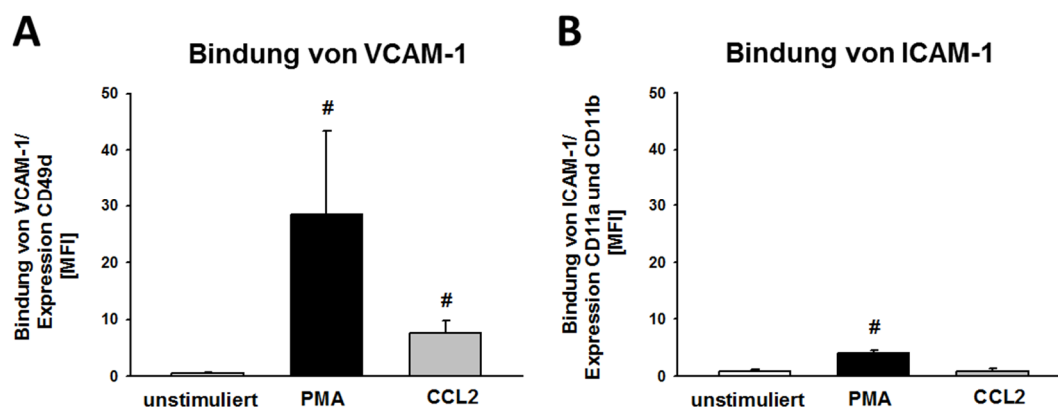 A
Bindung von VCAM-1
Bindung von VCAM-1/
Expression CD49d
[MFI]
50
40
30
20
10
0
#
#
unstimuliert PMA CCL2
B
Bindung von ICAM-1
Bindung von ICAM-1/
Expression CD11a und CD11b
[MFI]
50
40
30
20
10
0
#
unstimuliert PMA CCL2